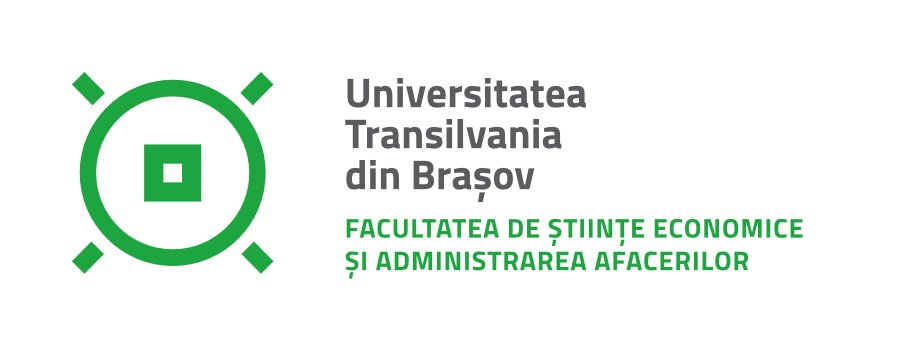 Universitatea
Transilvania
din Brașov
FACULTATEA DE ȘTIINȚE ECONOMICE
ȘI ADMINISTRAREA AFACERILOR